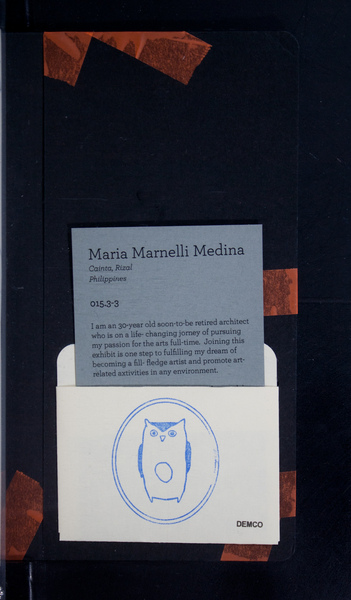 Maria Marnelli Medina
Cainta, Rizal
Philippines
015.3-3
I am an 30-year old soon-to-be retired architect
who is on a life- changing jorney of pursuing
my passion for the arts full-time. Joining this
exhibit is one step to fulfilling my dream of
becoming a fill- fledge artist and promote art-
related axtivities in any environment.
DEMCO